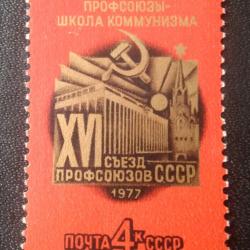 ПРОФСОЮЗЫ-
ШКОЛА КОММУНИЗМА
XVI СЪЕЗД
ПРОФСОЮЗОВ СССР
1977
ПОЧТА 4К СССР